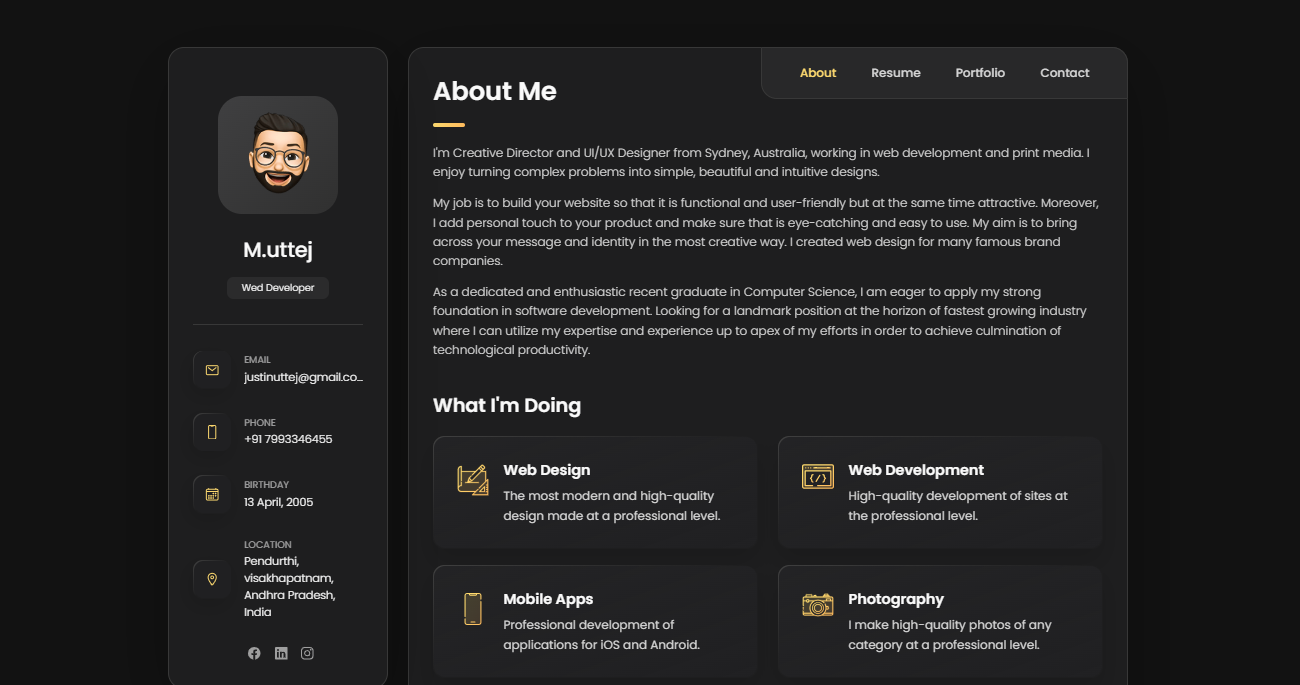 M.uttej
Wed Developer
EMAIL
justinuttej@gmail.co...
PHONE
+91 7993346455
BIRTHDAY
13 April, 2005
LOCATION
Pendurthi,
visakhapatnam,
Andhra Pradesh,
India
About Resume Portfolio Contact
About Me
I'm Creative Director and UI/UX Designer from Sydney, Australia, working in web development and print media. I
enjoy turning complex problems into simple, beautiful and intuitive designs.
My job is to build your website so that it is functional and user-friendly but at the same time attractive. Moreover,
I add personal touch to your product and make sure that is eye-catching and easy to use. My aim is to bring
across your message and identity in the most creative way. I created web design for many famous brand
companies.
As a dedicated and enthusiastic recent graduate in Computer Science, I am eager to apply my strong
foundation in software development. Looking for a landmark position at the horizon of fastest growing industry
where I can utilize my expertise and experience up to apex of my efforts in order to achieve culmination of
technological productivity.
What I'm Doing
Web Design
The most modern and high-quality
design made at a professional level.
Web Development
High-quality development of sites at
the professional level.
Mobile Apps
Professional development of
applications for iOS and Android.
Photography
I make high-quality photos of any
category at a professional level.